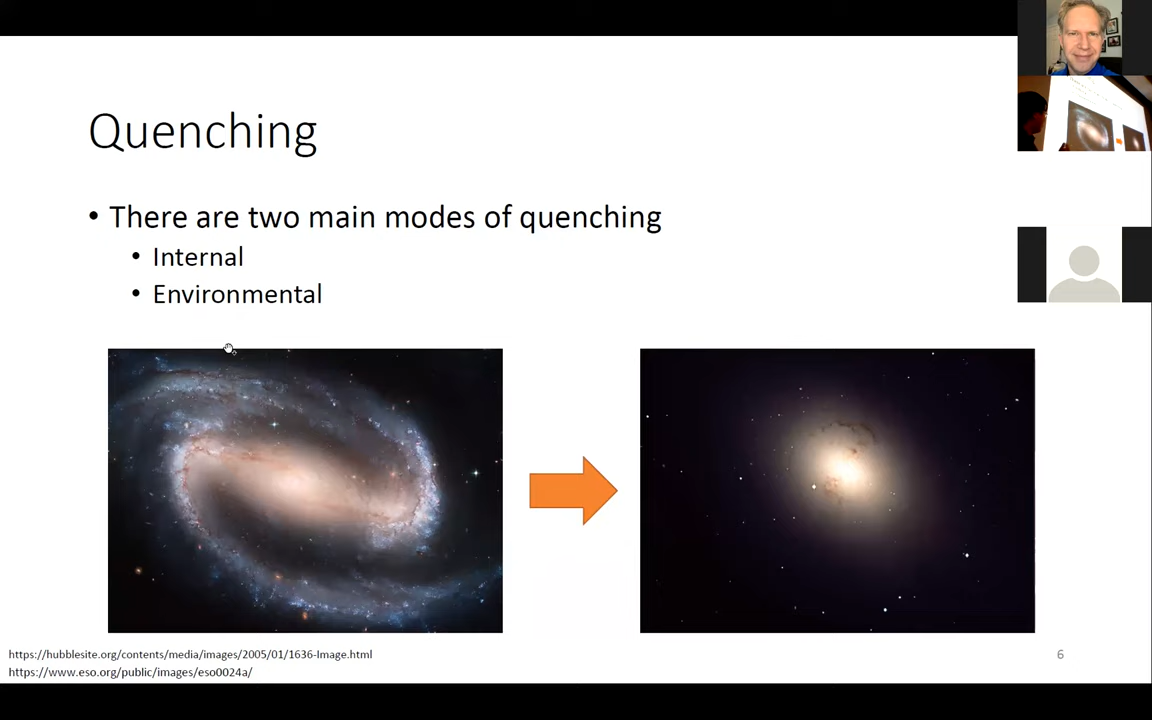 Quenching
• There are two main modes of quenching
• Internal
• Environmental
https://hubblesite.org/contents/media/images/2005/01/1636-Image.html
https://www.eso.org/public/images/eso0024a/
6